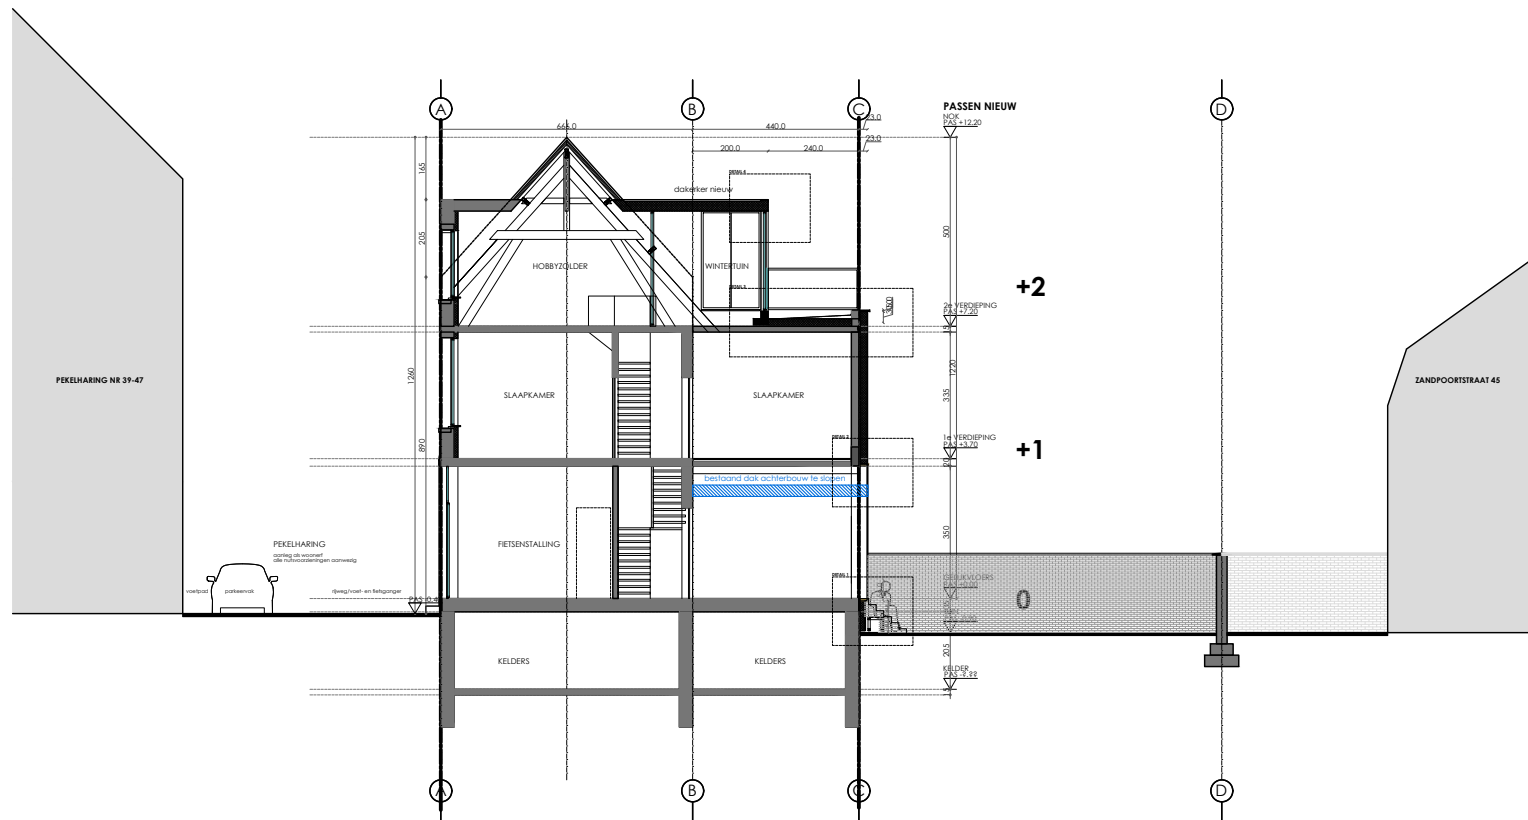 A
B
C
D
PASSEN NIEUW
NOK
PAS +12.20
665.0
440.0
23.0
200.0
240.0
23.0
165
dakerker nieuw
205
500
HOBBYZOLDER
WINTERTUIN
+2
2e VERDIEPING
PAS +7.20
15
PEKELHARING NR 39-47
1260
SLAAPKAMER
SLAAPKAMER
1220
335
ZANDPOORTSTRAAT 45
890
1e VERDIEPING
PAS +3.70
+1
20
bestaand dak achterbouw te slopen
350
PEKELHARING
aanleg als woonerf
alle nutsvoorzieningen aanwezig
FIETSENSTALLING
GELIJKVLOERS
PAS +0.00
voetpad
parkeervak
rijweg/voet- en fietsganger
0
KELDERS
KELDERS
205
KELDER
15
A
B
C
D